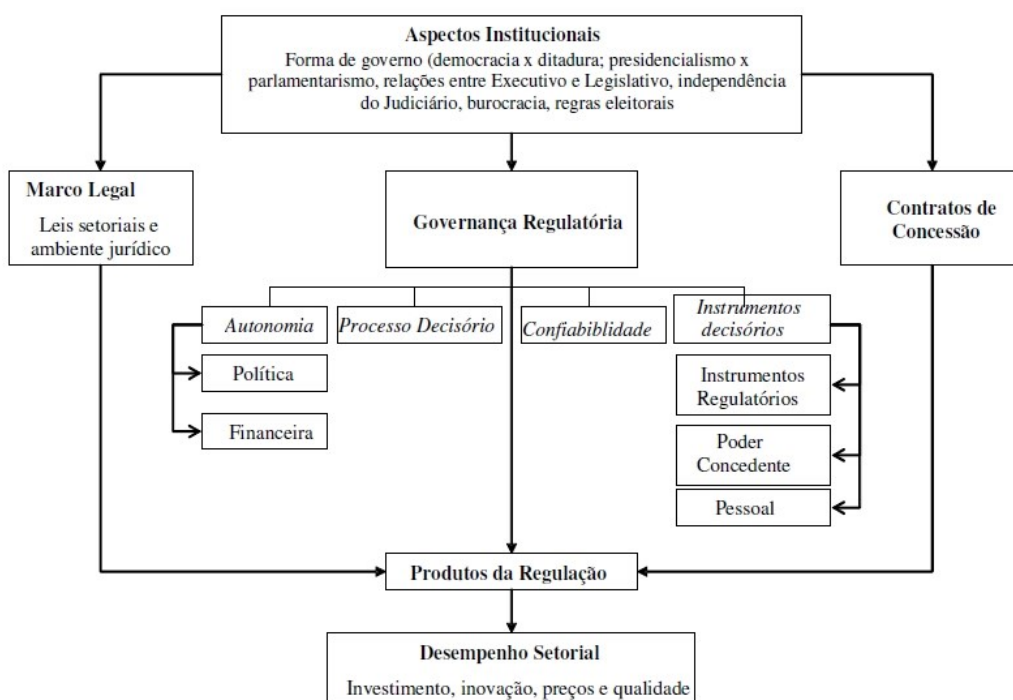 Aspectos Institucionais
Forma de governo (democracia x ditadura; presidencialismo x
parlamentarismo, relações entre Executivo e Legislativo, independência
do Judiciário, burocracia, regras eleitorais
Marco Legal
Leis setoriais e
ambiente jurídico
Governança Regulatória
Contratos de
Concessão
Autonomia
Processo Decisório
Confiabiblidade
Instrumentos
decisórios
Política
Financeira
Instrumentos
Regulatórios
Poder
Concedente
Pessoal
Produtos da Regulação
Desempenho Setorial
Investimento, inovação, preços e qualidade